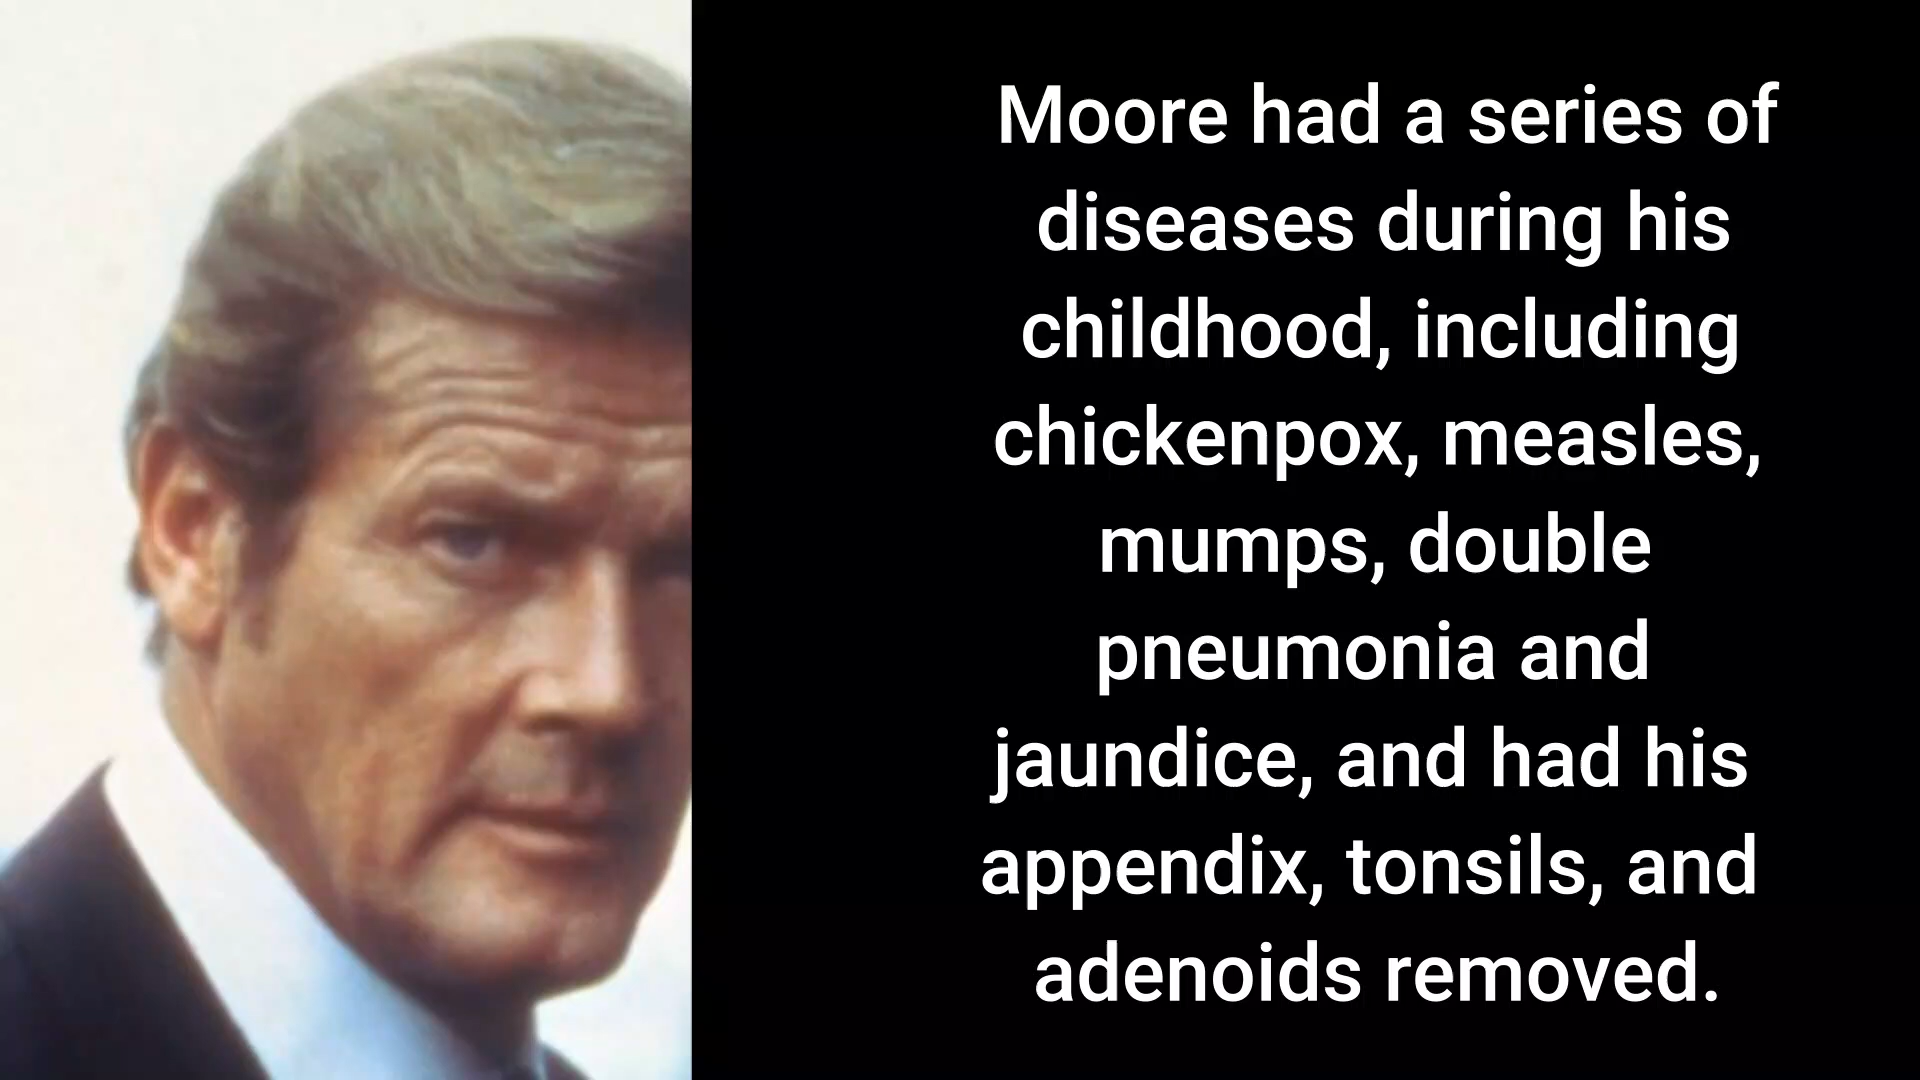 Moore had a series of
diseases during his
childhood, including
chickenpox, measles,
mumps, double
pneumonia and
jaundice, and had his
appendix, tonsils, and
adenoids removed.